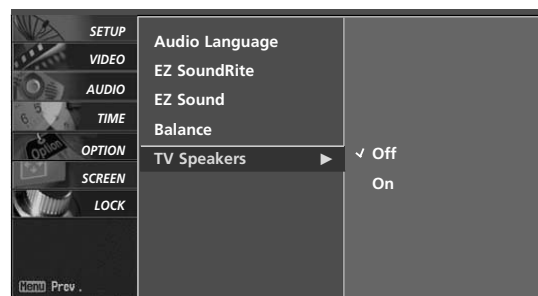 SETUP
VIDEO
AUDIO
TIME
OPTION
SCREEN
LOCK
Menu Prev .
Audio Language
EZ SoundRite
EZ Sound
Balance
TV Speakers ▶
✓ Off
On